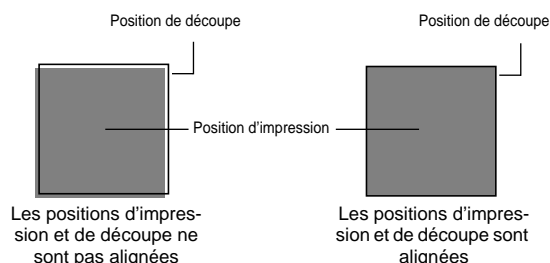 Position de découpe
Position de découpe
Position d'impression
Les positions d'impres-
sion et de découpe ne
sont pas alignées
Les positions d'impres-
sion et de découpe sont
alignées